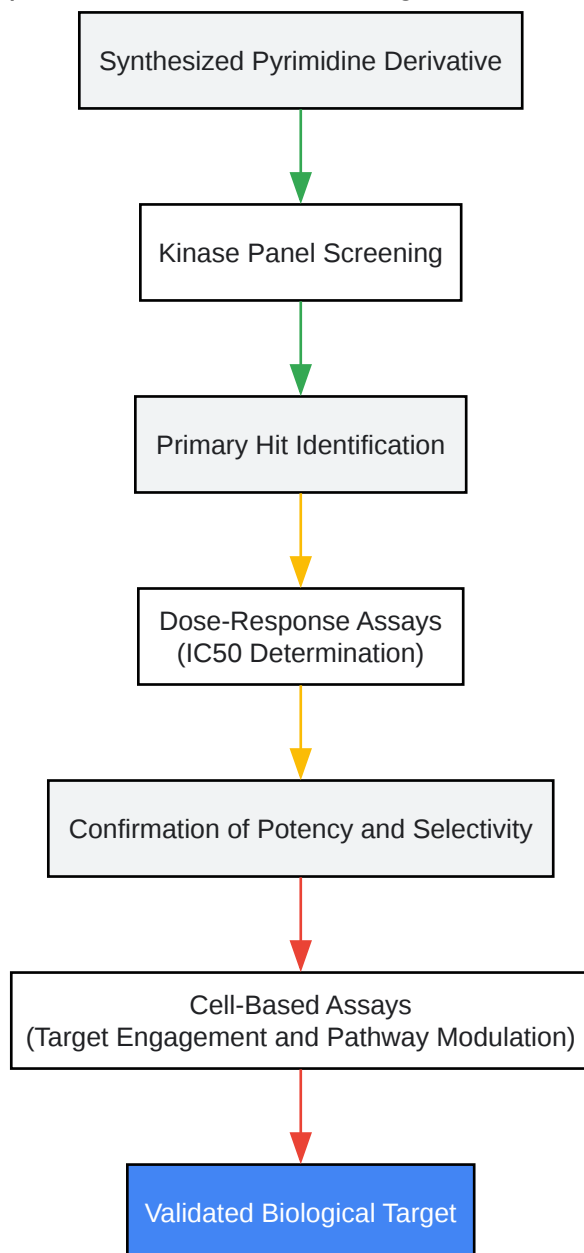 Synthesized Pyrimidine Derivative
Kinase Panel Screening
Primary Hit Identification
Dose-Response Assays
(IC50 Determination)
Confirmation of Potency and Selectivity
Cell-Based Assays
(Target Engagement and Pathway Modulation)
Validated Biological Target